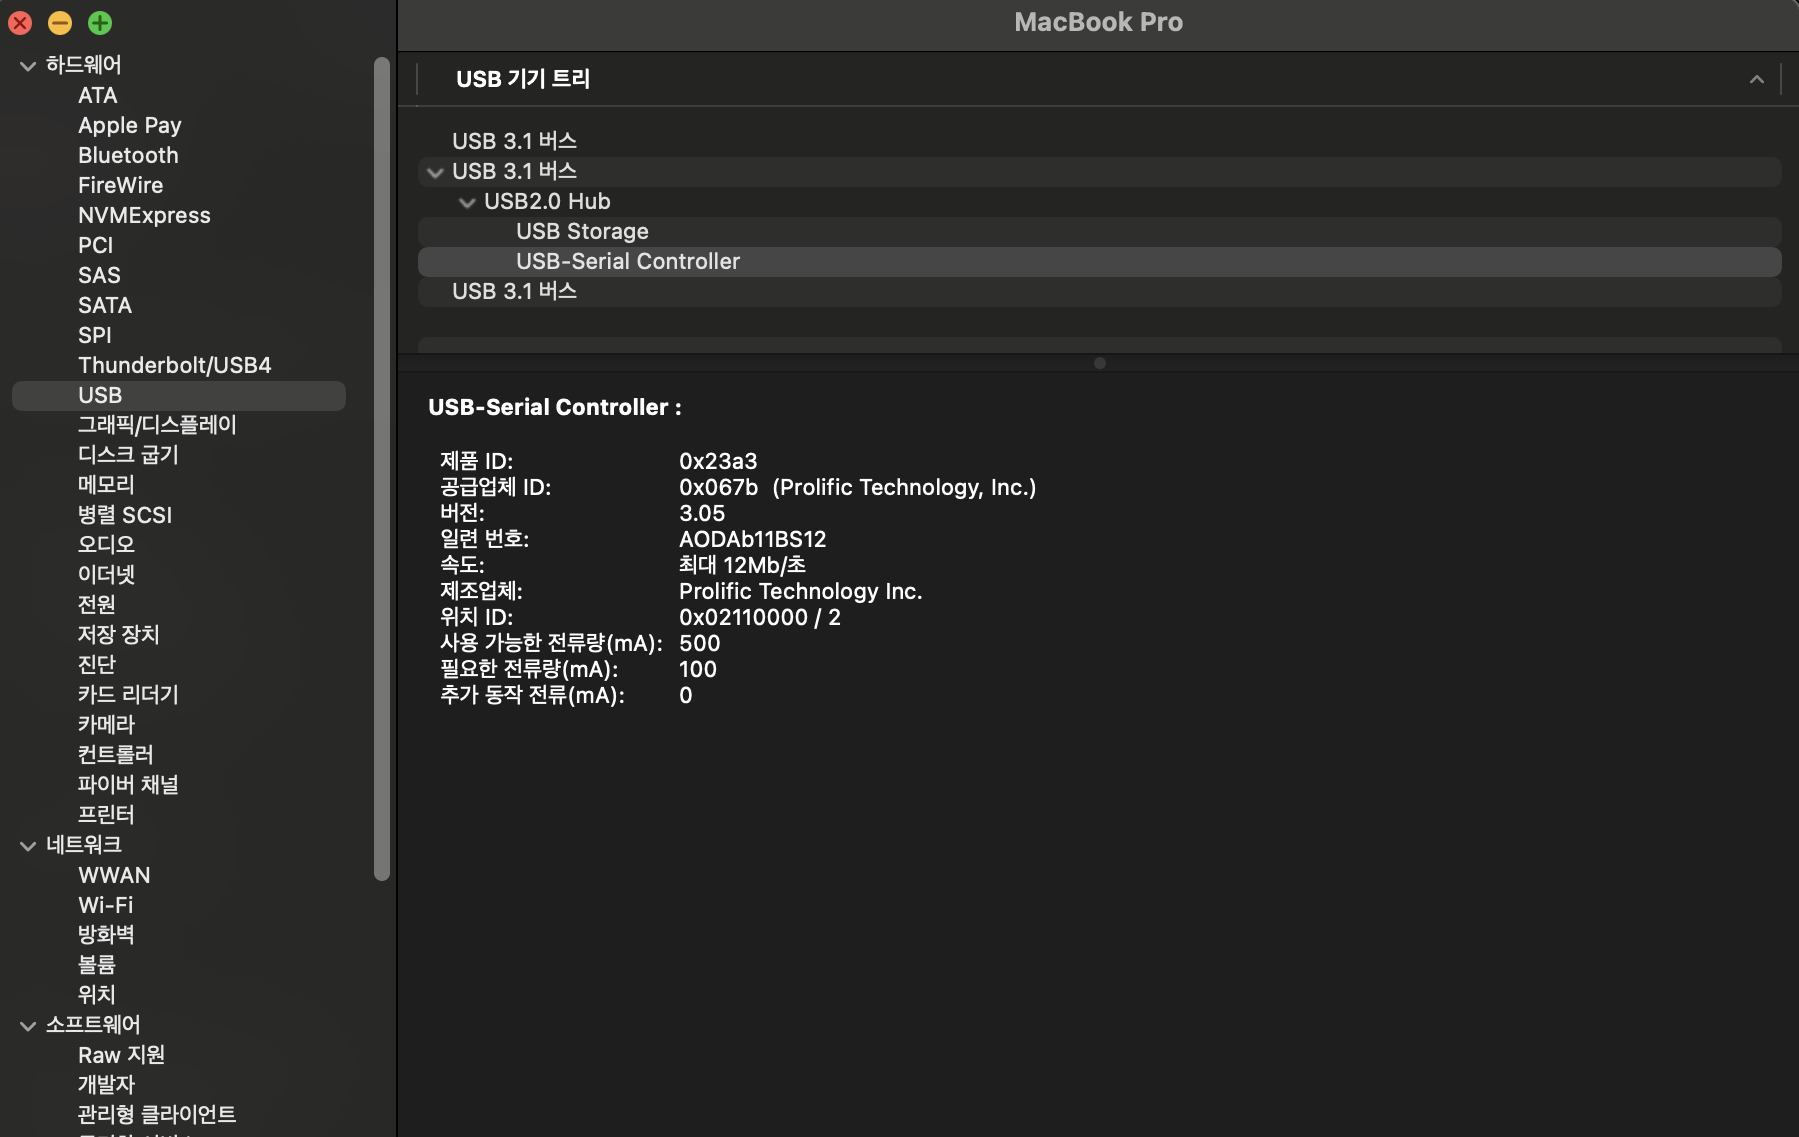 MacBook Pro
하드웨어
ATA
Apple Pay
Bluetooth
FireWire
NVMExpress
PCI
SAS
SATA
SPI
Thunderbolt/USB4
USB
그래픽/디스플레이
디스크 굽기
메모리
병렬 SCSI
오디오
이더넷
전원
저장 장치
진단
카드 리더기
카메라
컨트롤러
파이버 채널
프린터
네트워크
WWAN
Wi-Fi
방화벽
볼륨
위치
소프트웨어
Raw 지원
개발자
관리형 클라이언트
USB 기기 트리
USB 3.1 버스
USB 3.1 버스
USB2.0 Hub
USB Storage
USB-Serial Controller
USB 3.1 버스
USB-Serial Controller :
제품 ID: 0x23a3
공급업체 ID: 0x067b (Prolific Technology, Inc.)
버전: 3.05
일련 번호: AODAb11BS12
속도: 최대 12Mb/초
제조업체: Prolific Technology Inc.
위치 ID: 0x02110000 / 2
사용 가능한 전류량(mA): 500
필요한 전류량(mA): 100
추가 동작 전류(mA): 0